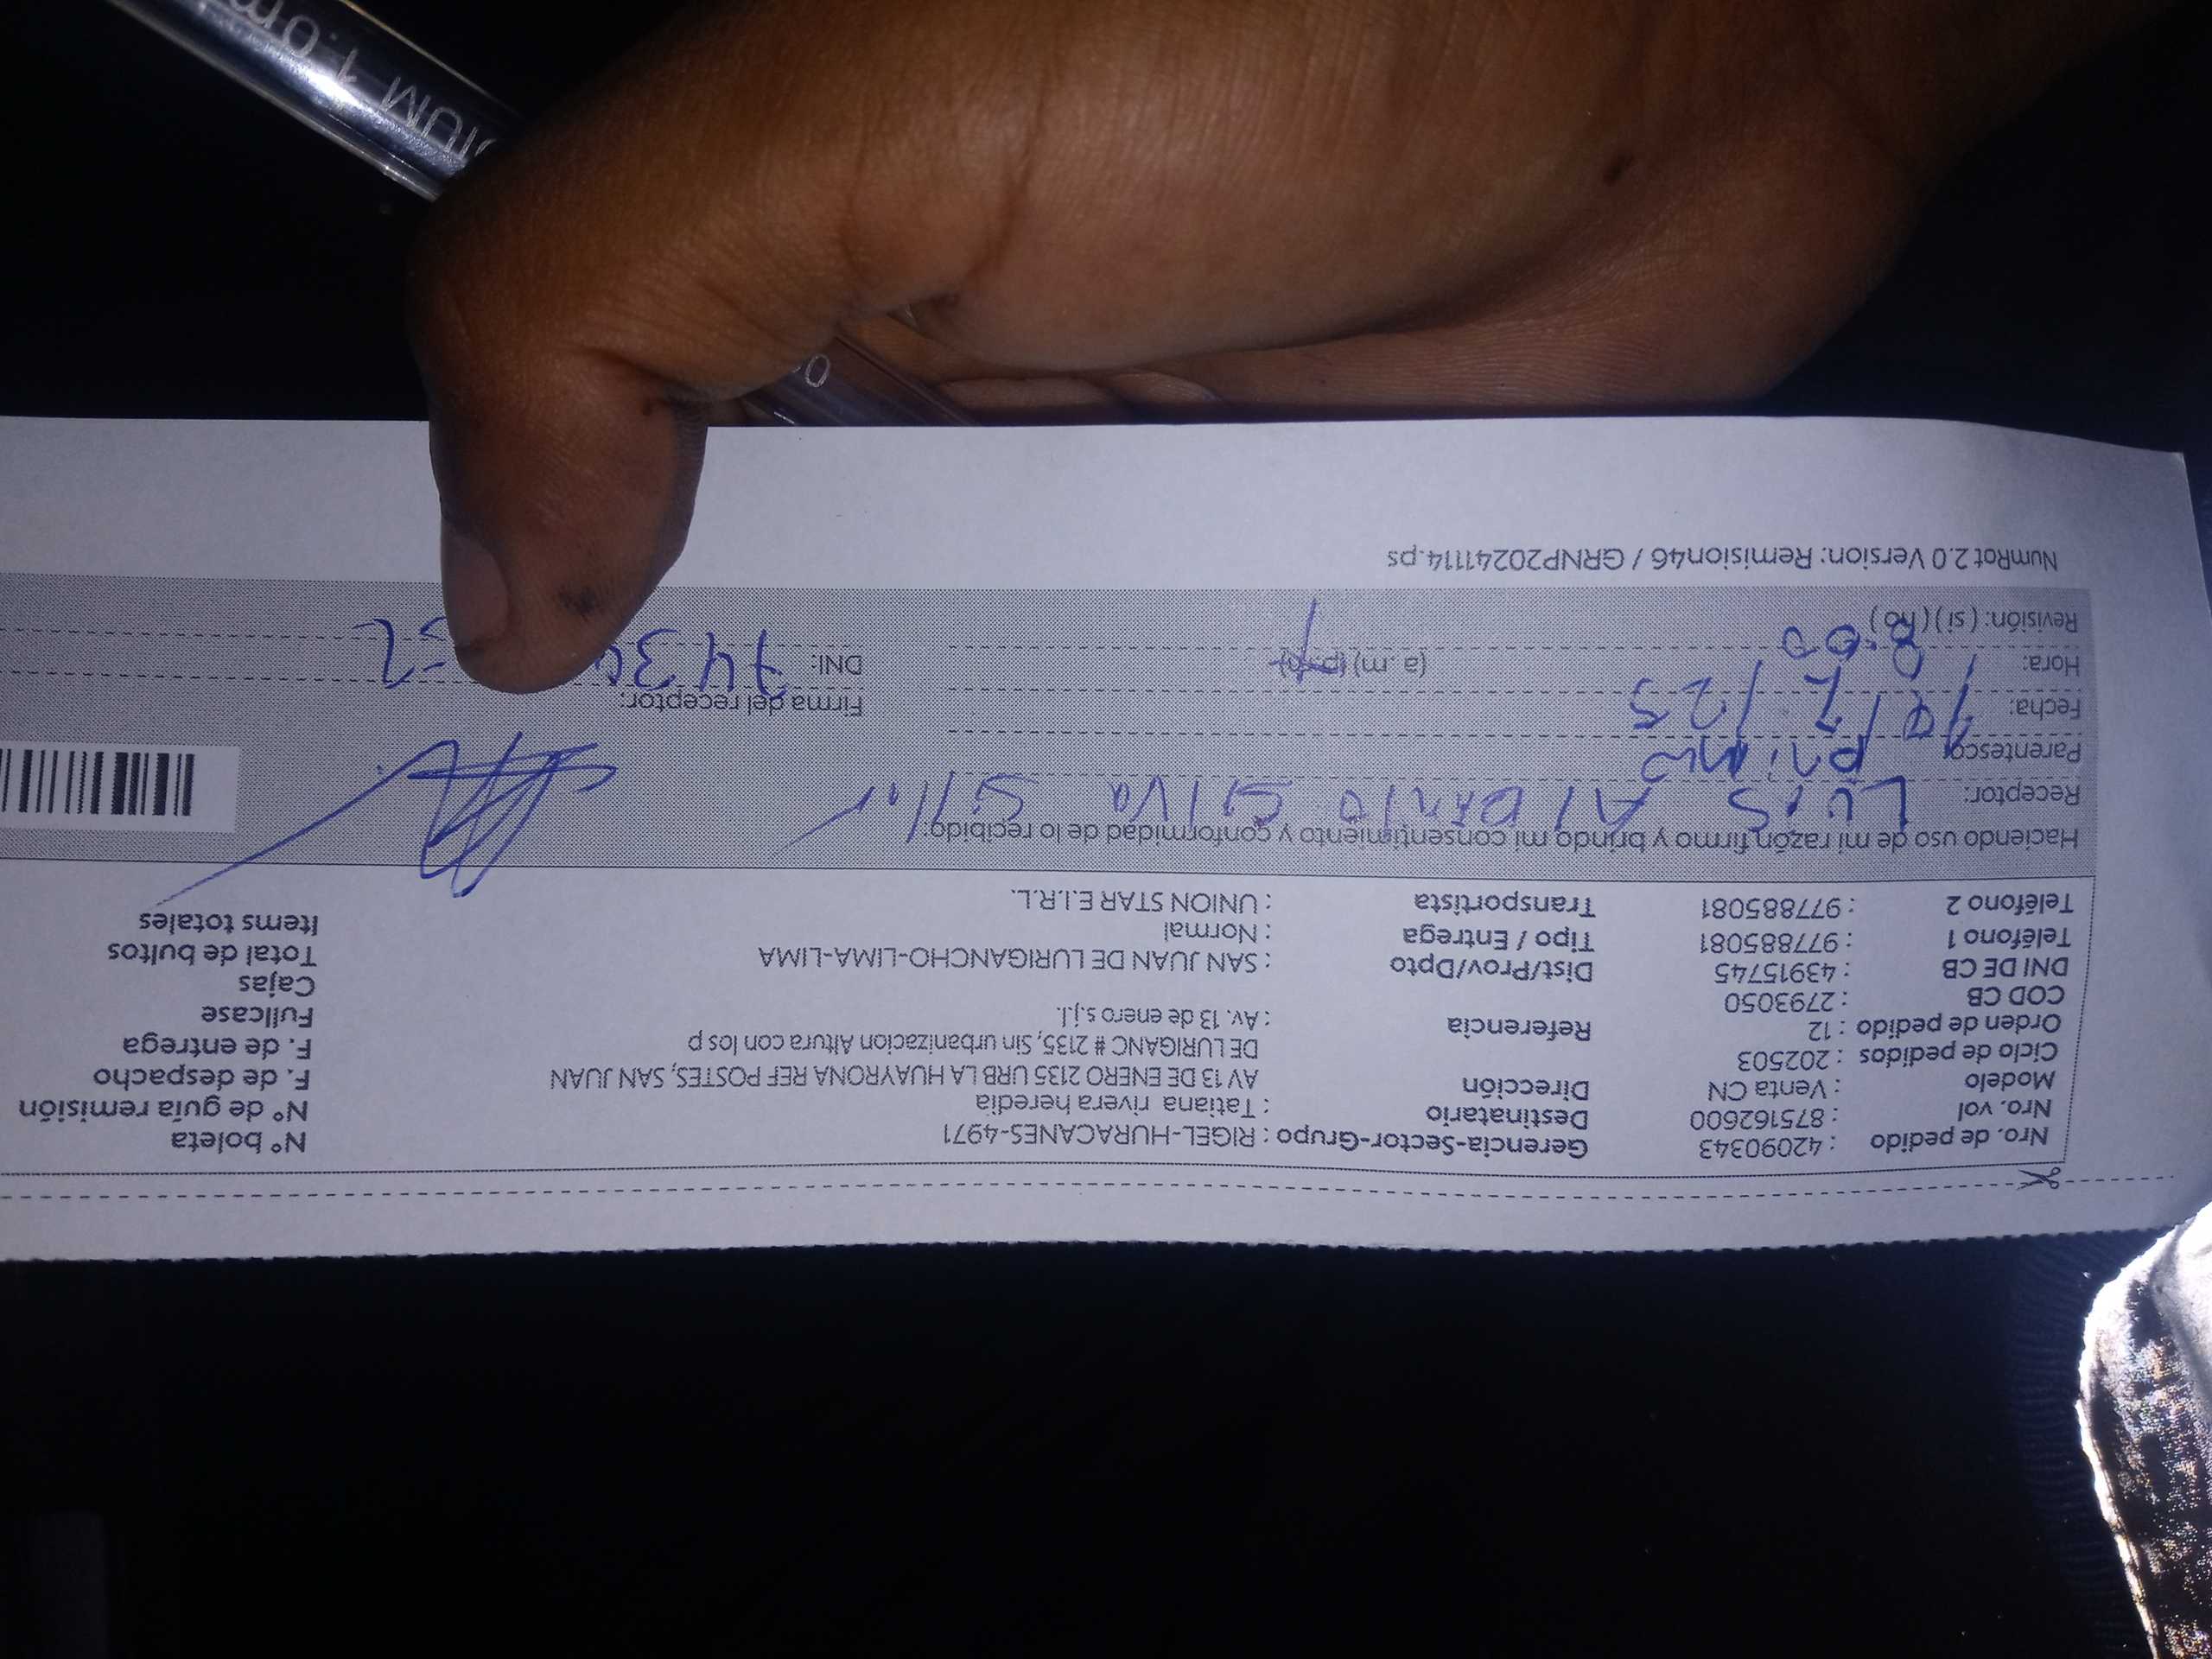 Nro. de pedido : 42090343 Gerencia-Sector-Grupo : RIGEL-HURACANES-4971 N° boleta
Nro. vol : 875162600 Destinatario : Tatiana rivera heredia N° de guía remisión
Modelo : Venta CN Dirección AV 13 DE ENERO 2135 URB LA HUAYRONA REF POSTES, SAN JUAN F. de despacho
Ciclo de pedidos : 202503 DE LURIGANC # 2135, Sin urbanizacion Altura con los p F. de entrega
Orden de pedido : 12 Referencia : Av. 13 de enero s.j.l. Fullcase
COD CB : 2793050 Cajas
DNI DE CB : 43915745 Dist/Prov/Dpto : SAN JUAN DE LURIGANCHO-LIMA-LIMA Total de bultos
Teléfono 1 : 977885081 Tipo / Entrega : Normal Items totales
Teléfono 2 : 977885081 Transportista : UNION STAR E.I.R.L.
Haciendo uso de mi razón, firmo y brindo mi consentimiento y conformidad de lo recibido:
Receptor: Luis Alberto Silva
Parentesco primo
Fecha: /2/25 Firma del receptor:
Hora: 8:00 (a.m) (p.m) DNI: 743
Revisión: (si) (no)
NumRot 2.0 Version: Remision46 / GRNP20241114.ps